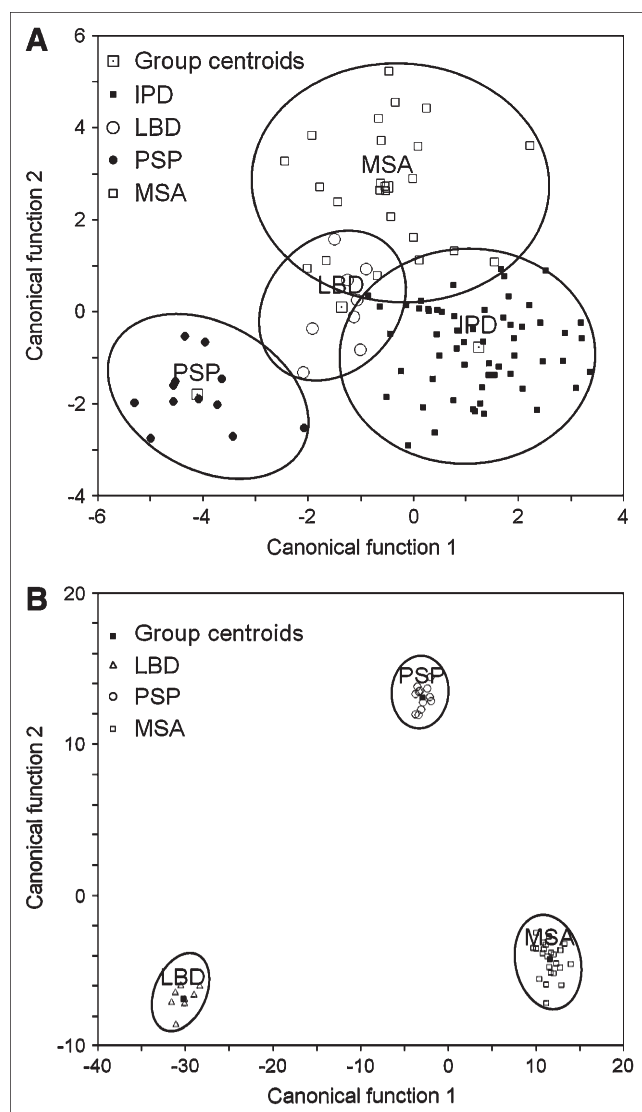 A
6
4
2
0
-2
-4
Canonical function 2
Group centroids
IPD
LBD
PSP
MSA
MSA
LBD
IPD
PSP
-6 -4 -2 0 2 4
Canonical function 1
B
20
10
0
-10
Canonical function 2
Group centroids
LBD
PSP
MSA
PSP
MSA
LBD
-40 -30 -20 -10 0 10 20
Canonical function 1